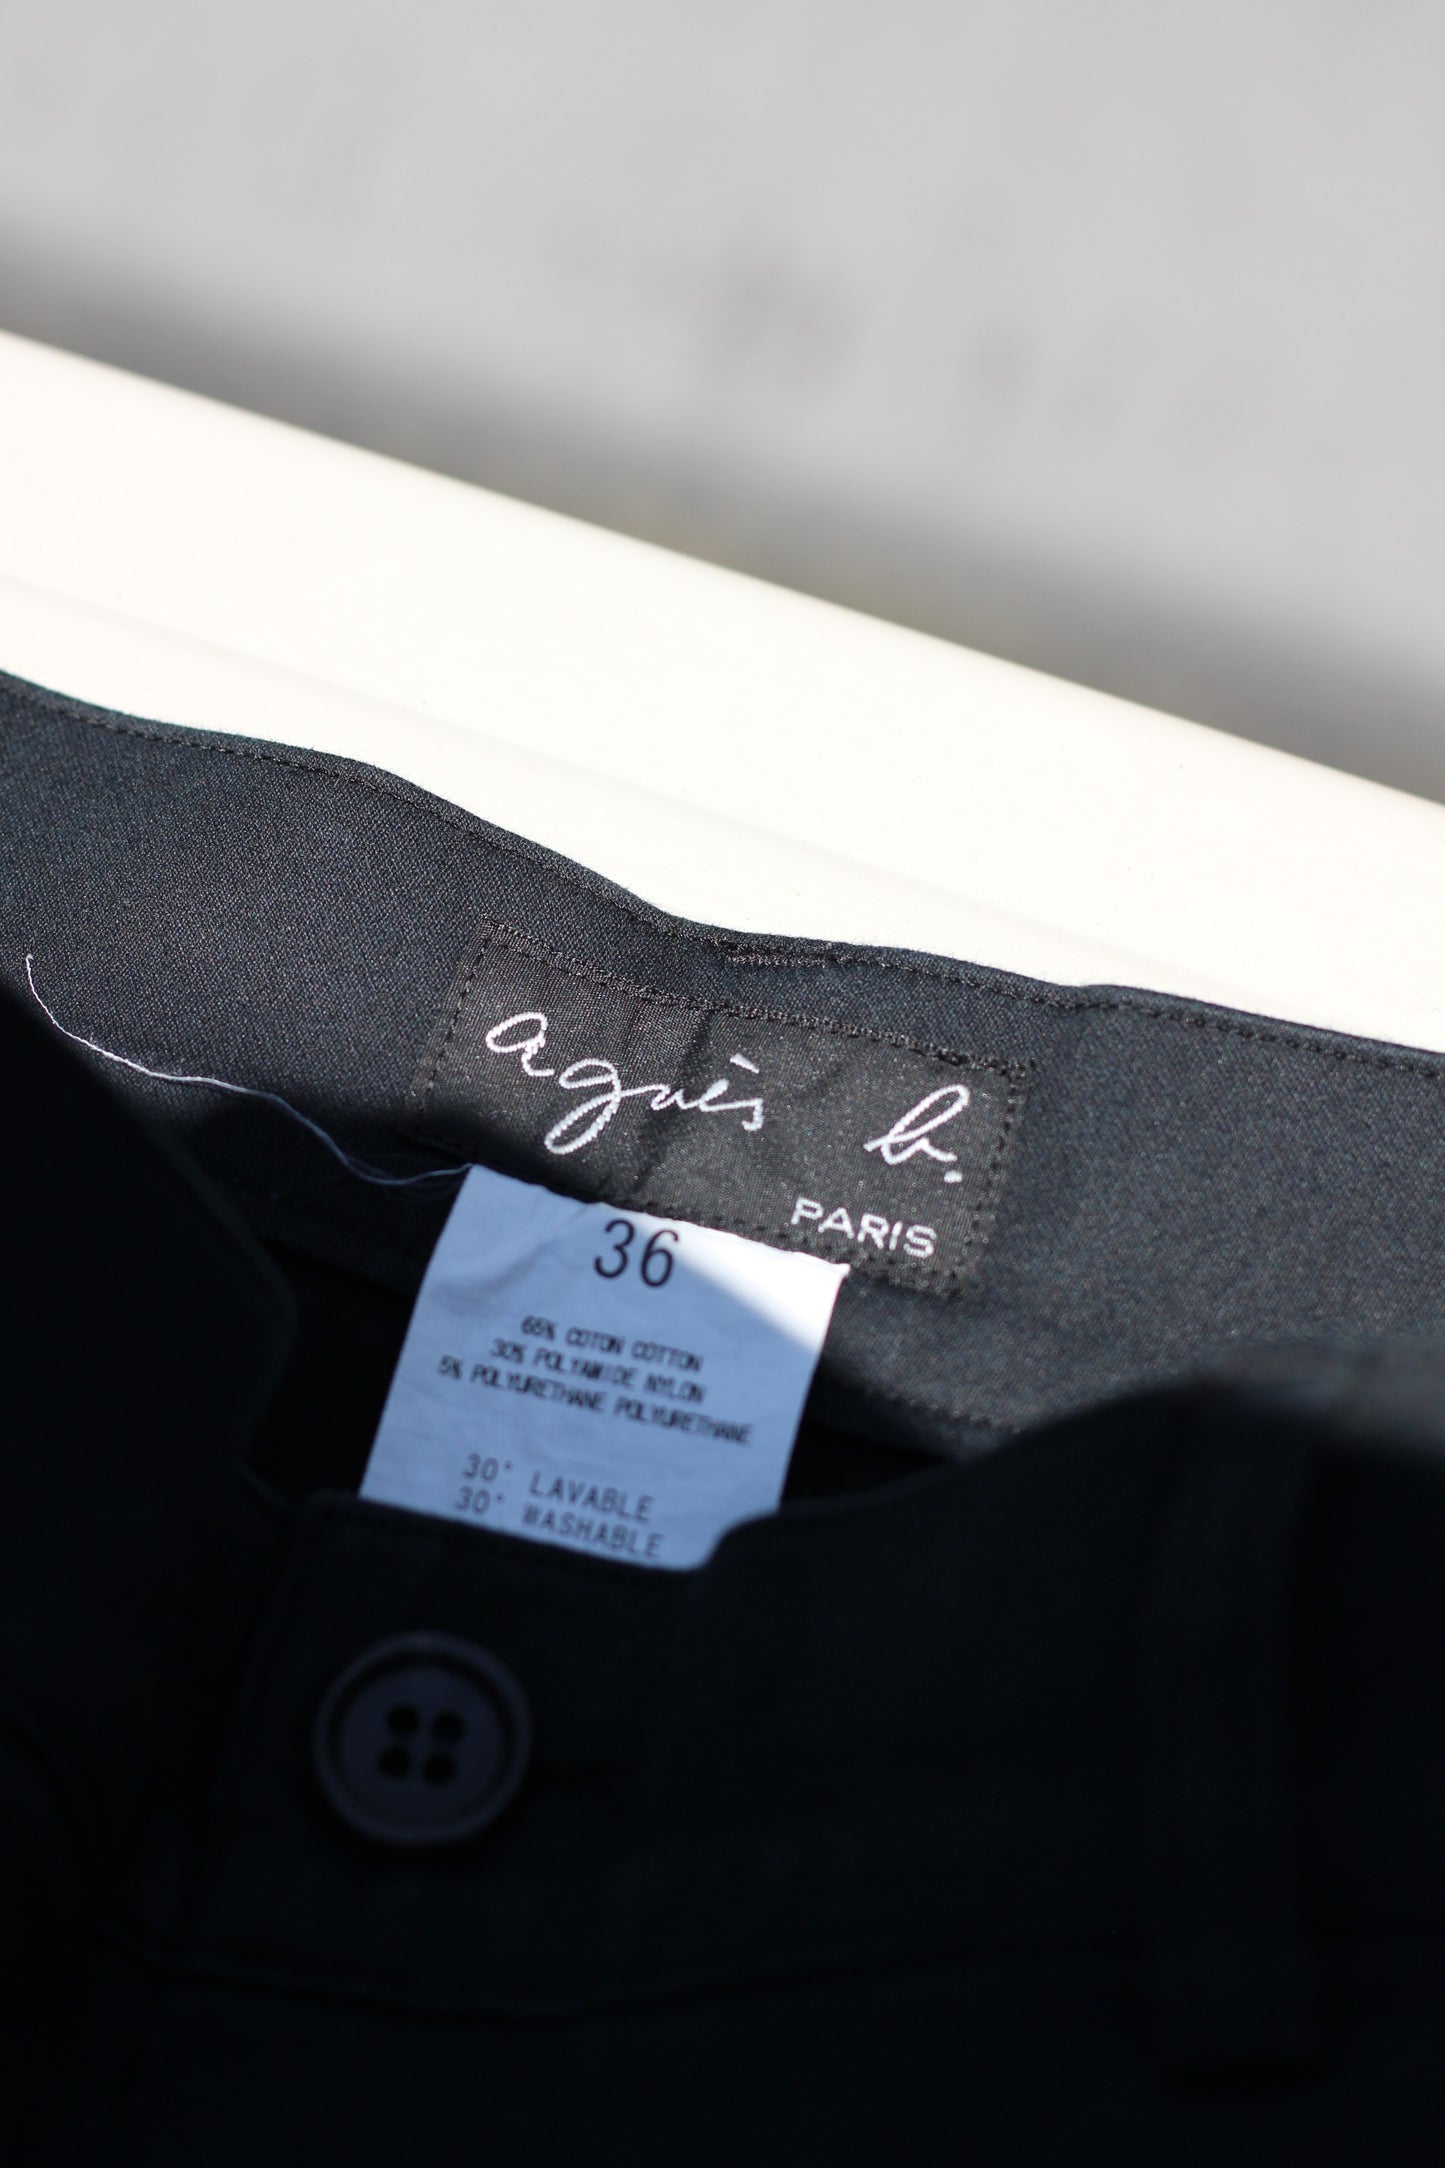 agnès b.
PARIS
36
65% COTON COTTON
30% POLYAMIDE NYLON
5% POLYURETHANE POLYURETHANE
30° LAVABLE
30° WASHABLE